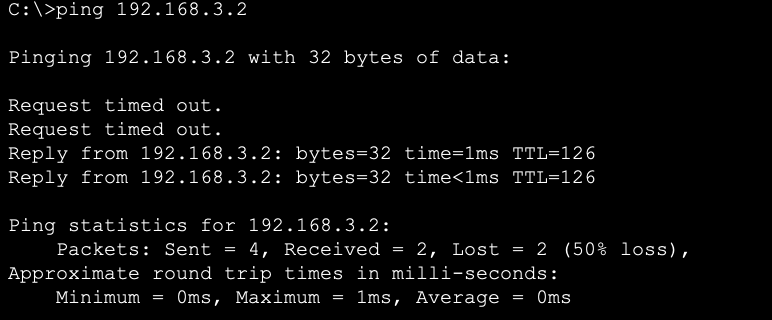 C:\>ping 192.168.3.2
Pinging 192.168.3.2 with 32 bytes of data:
Request timed out.
Request timed out.
Reply from 192.168.3.2: bytes=32 time=1ms TTL=126
Reply from 192.168.3.2: bytes=32 time<1ms TTL=126
Ping statistics for 192.168.3.2:
    Packets: Sent = 4, Received = 2, Lost = 2 (50% loss),
Approximate round trip times in milli-seconds:
    Minimum = 0ms, Maximum = 1ms, Average = 0ms